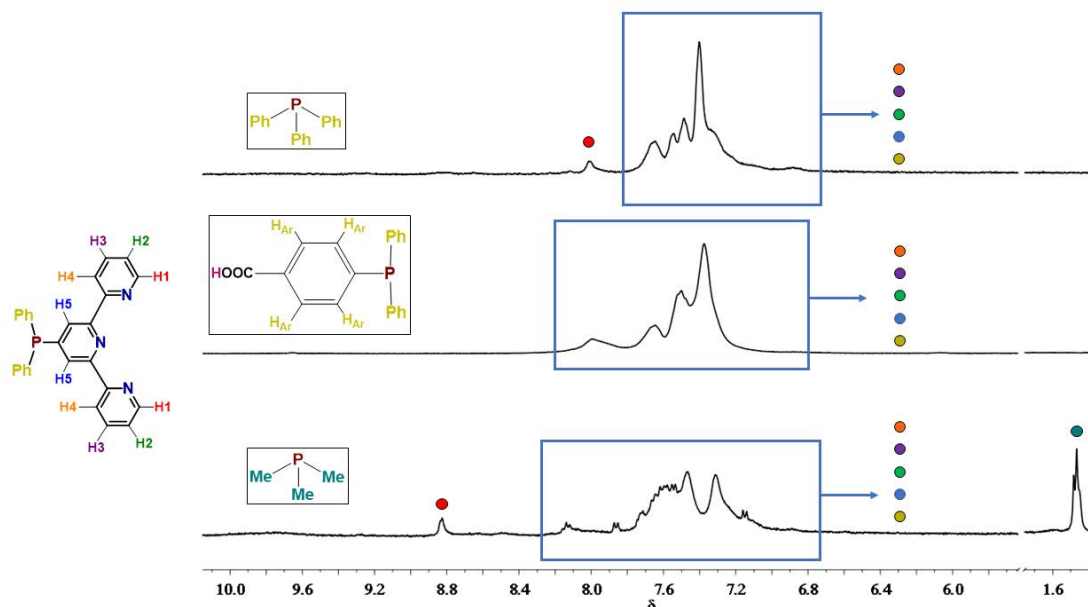 P
Ph Ph
Ph
H3 H2
H4 H1
N
H5
Ph
P N
Ph
H5
N
H4 H1
H3 H2
HAr HAr
Ph
HOOC P
Ph
HAr HAr
P
Me Me
Me
10.0 9.6 9.2 8.8 8.4 8.0 7.6 7.2 6.8 6.4 6.0 1.6
δ